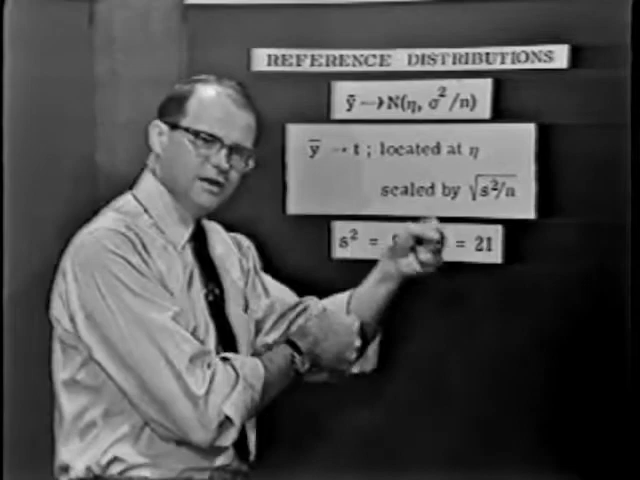 REFERENCE DISTRIBUTIONS
ȳ → N(η, σ²/n)
ȳ → t ; located at η
scaled by √s²/n
s² = = 21